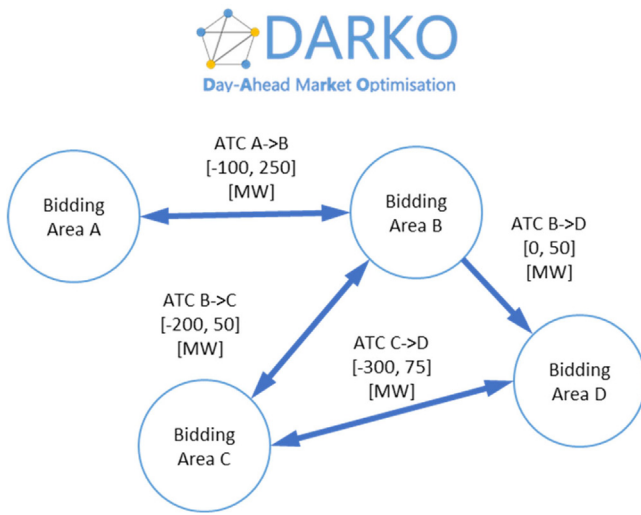 DARKO
Day-Ahead Market Optimisation
ATC A->B
[-100, 250]
[MW]
Bidding
Area A
Bidding
Area B
ATC B->D
[0, 50]
[MW]
ATC B->C
[-200, 50]
[MW]
ATC C->D
[-300, 75]
[MW]
Bidding
Area D
Bidding
Area C